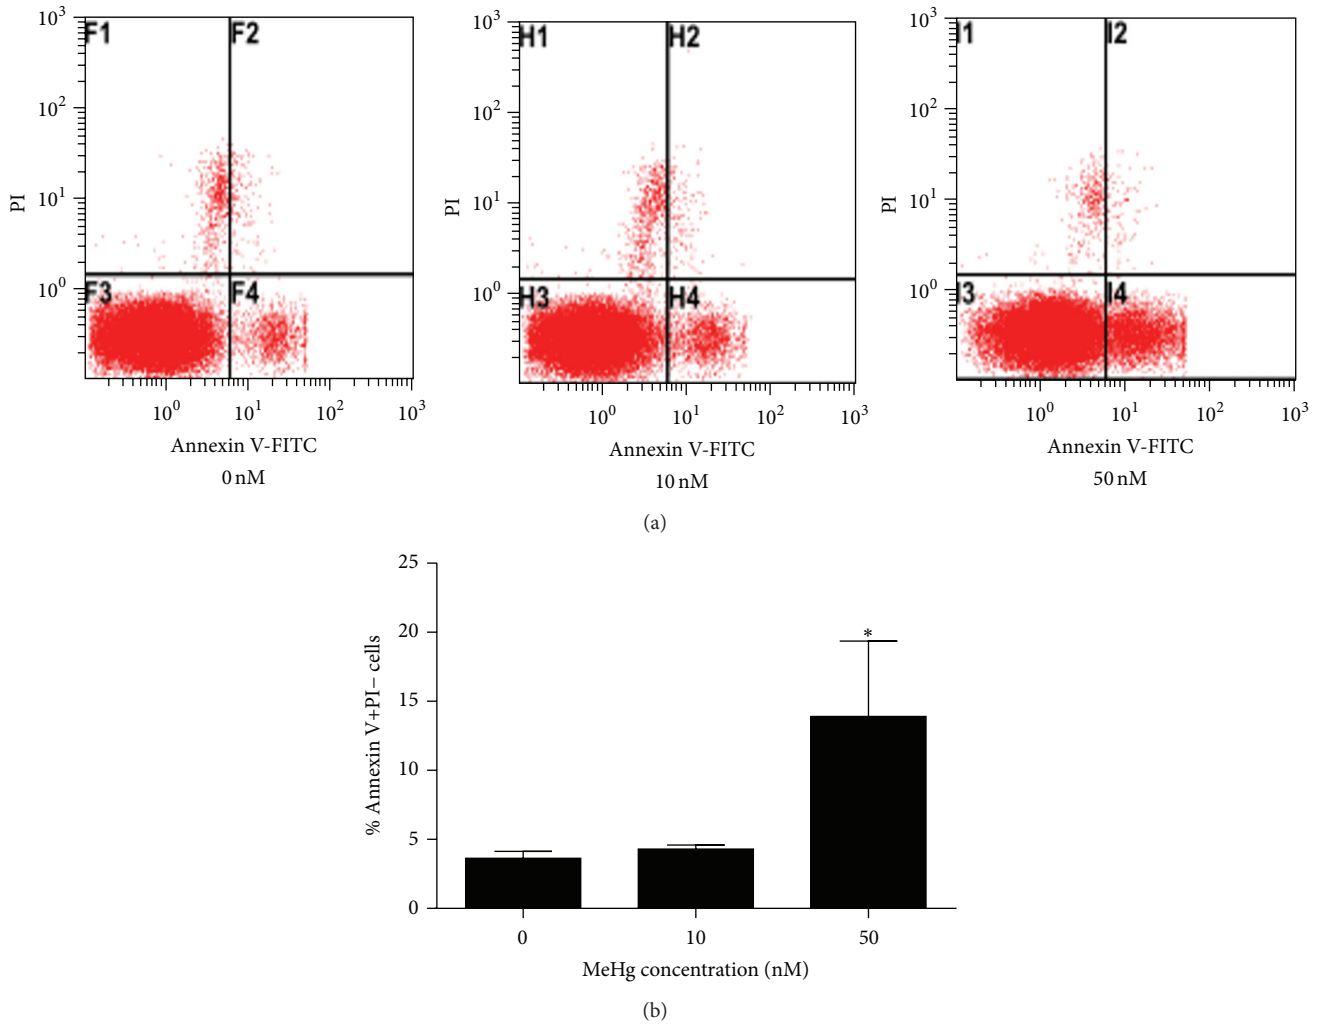 10³ F1 F2
10²
PI 10¹
10⁰ F3 F4
10⁰ 10¹ 10² 10³
Annexin V-FITC
0 nM
10³ H1 H2
10²
PI 10¹
10⁰ H3 H4
10⁰ 10¹ 10² 10³
Annexin V-FITC
10 nM
10³ I1 I2
10²
PI 10¹
10⁰ I3 I4
10⁰ 10¹ 10² 10³
Annexin V-FITC
50 nM
(a)
% Annexin V+PI− cells
25
20
15
10
5
0
*
0 10 50
MeHg concentration (nM)
(b)